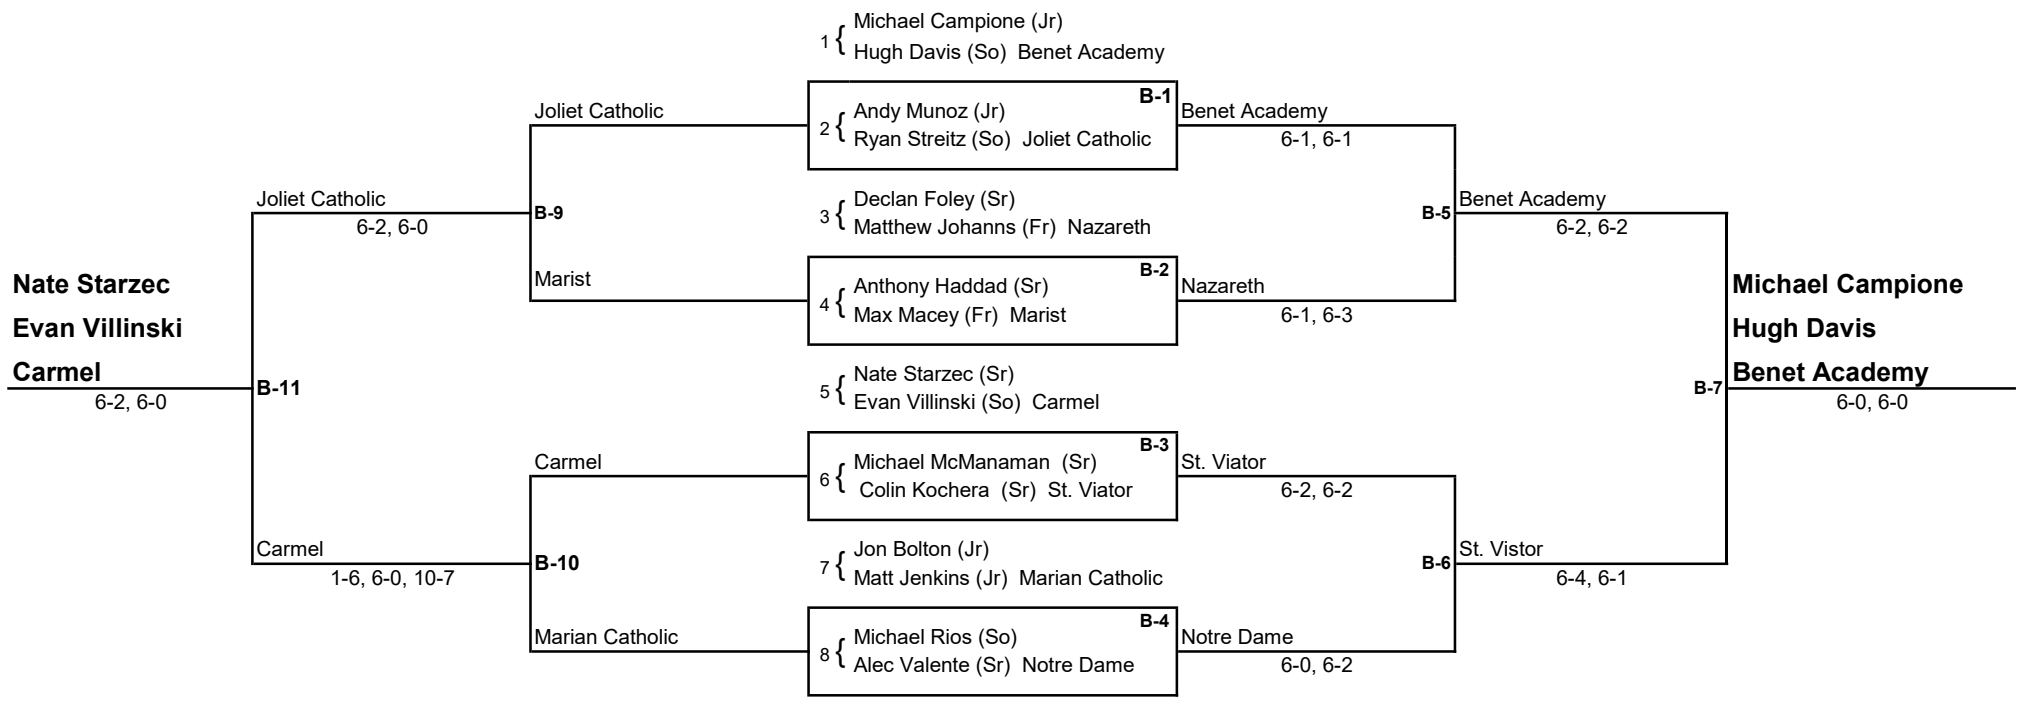 Michael Campione (Jr)
1 {
Hugh Davis (So) Benet Academy
B-1
Joliet Catholic
Andy Munoz (Jr)
Benet Academy
2 {
Ryan Streitz (So) Joliet Catholic
6-1, 6-1
Joliet Catholic
Declan Foley (Sr)
Benet Academy
B-9
3 {
B-5
6-2, 6-0
Matthew Johanns (Fr) Nazareth
6-2, 6-2
B-2
Marist
Anthony Haddad (Sr)
Nazareth
4 {
Max Macey (Fr) Marist
6-1, 6-3
Nate Starzec
Evan Villinski
Carmel
6-2, 6-0
B-11
Nate Starzec (Sr)
5 {
Evan Villinski (So) Carmel
Michael Campione
Hugh Davis
Benet Academy
B-7
6-0, 6-0
B-3
Carmel
Michael McManaman (Sr)
St. Viator
6 {
Colin Kochera (Sr) St. Viator
6-2, 6-2
Carmel
Jon Bolton (Jr)
St. Vistor
B-10
7 {
B-6
1-6, 6-0, 10-7
Matt Jenkins (Jr) Marian Catholic
6-4, 6-1
B-4
Marian Catholic
Michael Rios (So)
Notre Dame
8 {
Alec Valente (Sr) Notre Dame
6-0, 6-2